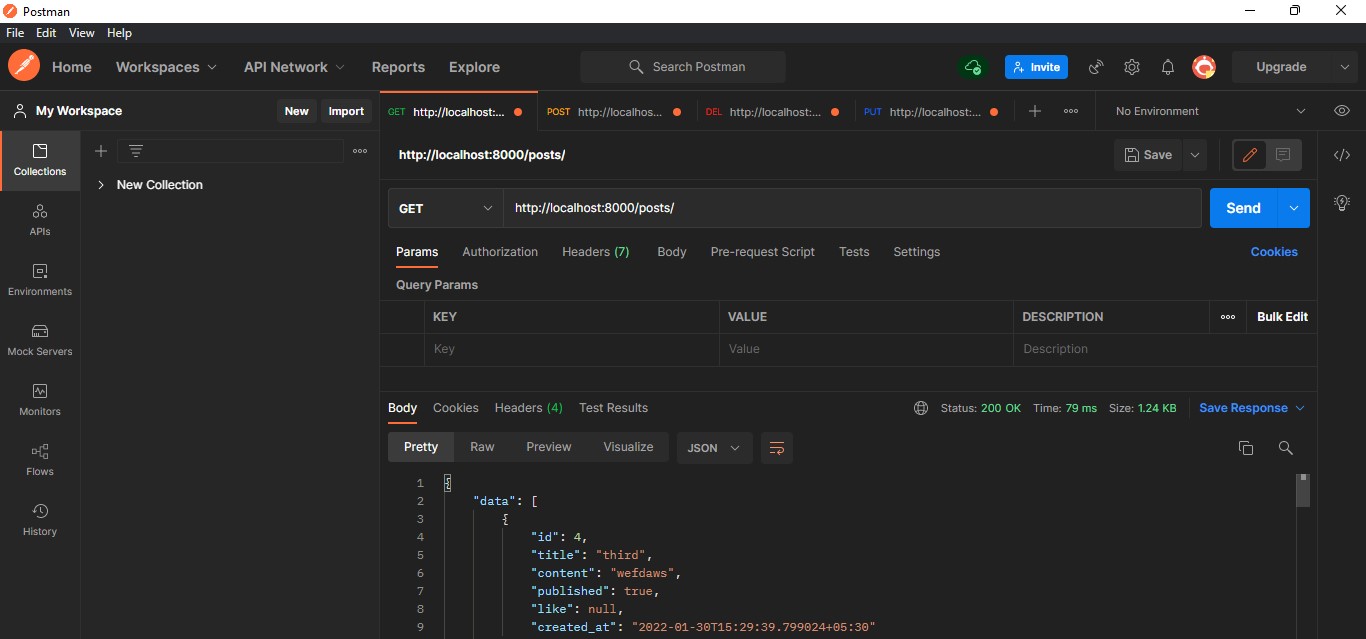 Postman
File Edit View Help
Home Workspaces API Network Reports Explore Search Postman Invite Upgrade
My Workspace New Import GET http://localhost:... POST http://localhos... DEL http://localhost:... PUT http://localhost:... No Environment
Collections
APIs
Environments
Mock Servers
Monitors
Flows
History
New Collection
http://localhost:8000/posts/ Save
GET http://localhost:8000/posts/ Send
Params Authorization Headers (7) Body Pre-request Script Tests Settings Cookies
Query Params
KEY VALUE DESCRIPTION Bulk Edit
Key Value Description
Body Cookies Headers (4) Test Results Status: 200 OK Time: 79 ms Size: 1.24 KB Save Response
Pretty Raw Preview Visualize JSON
1 {
2 "data": [
3 {
4 "id": 4,
5 "title": "third",
6 "content": "wefdaws",
7 "published": true,
8 "like": null,
9 "created_at": "2022-01-30T15:29:39.799024+05:30"